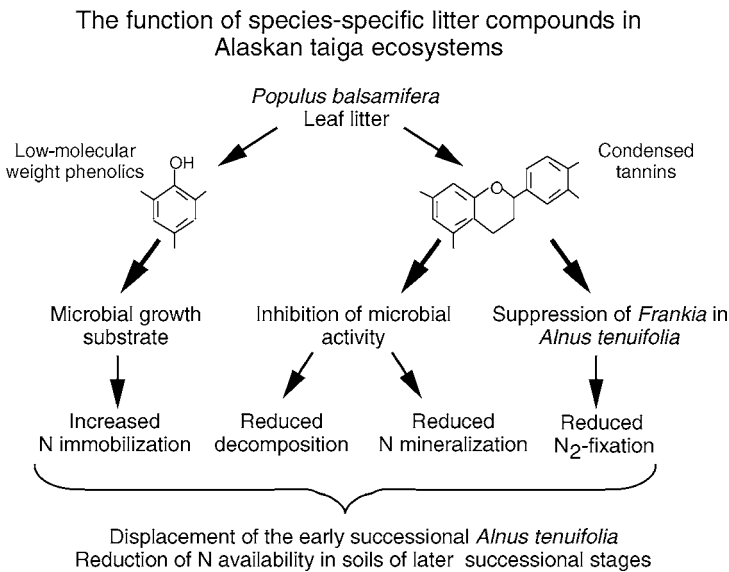 The function of species-specific litter compounds in
Alaskan taiga ecosystems
Populus balsamifera
Leaf litter
Low-molecular
weight phenolics
OH
O
Condensed
tannins
Microbial growth
substrate
Inhibition of microbial
activity
Suppression of Frankia in
Alnus tenuifolia
Increased
N immobilization
Reduced
decomposition
Reduced
N mineralization
Reduced
N2-fixation
Displacement of the early successional Alnus tenuifolia
Reduction of N availability in soils of later successional stages